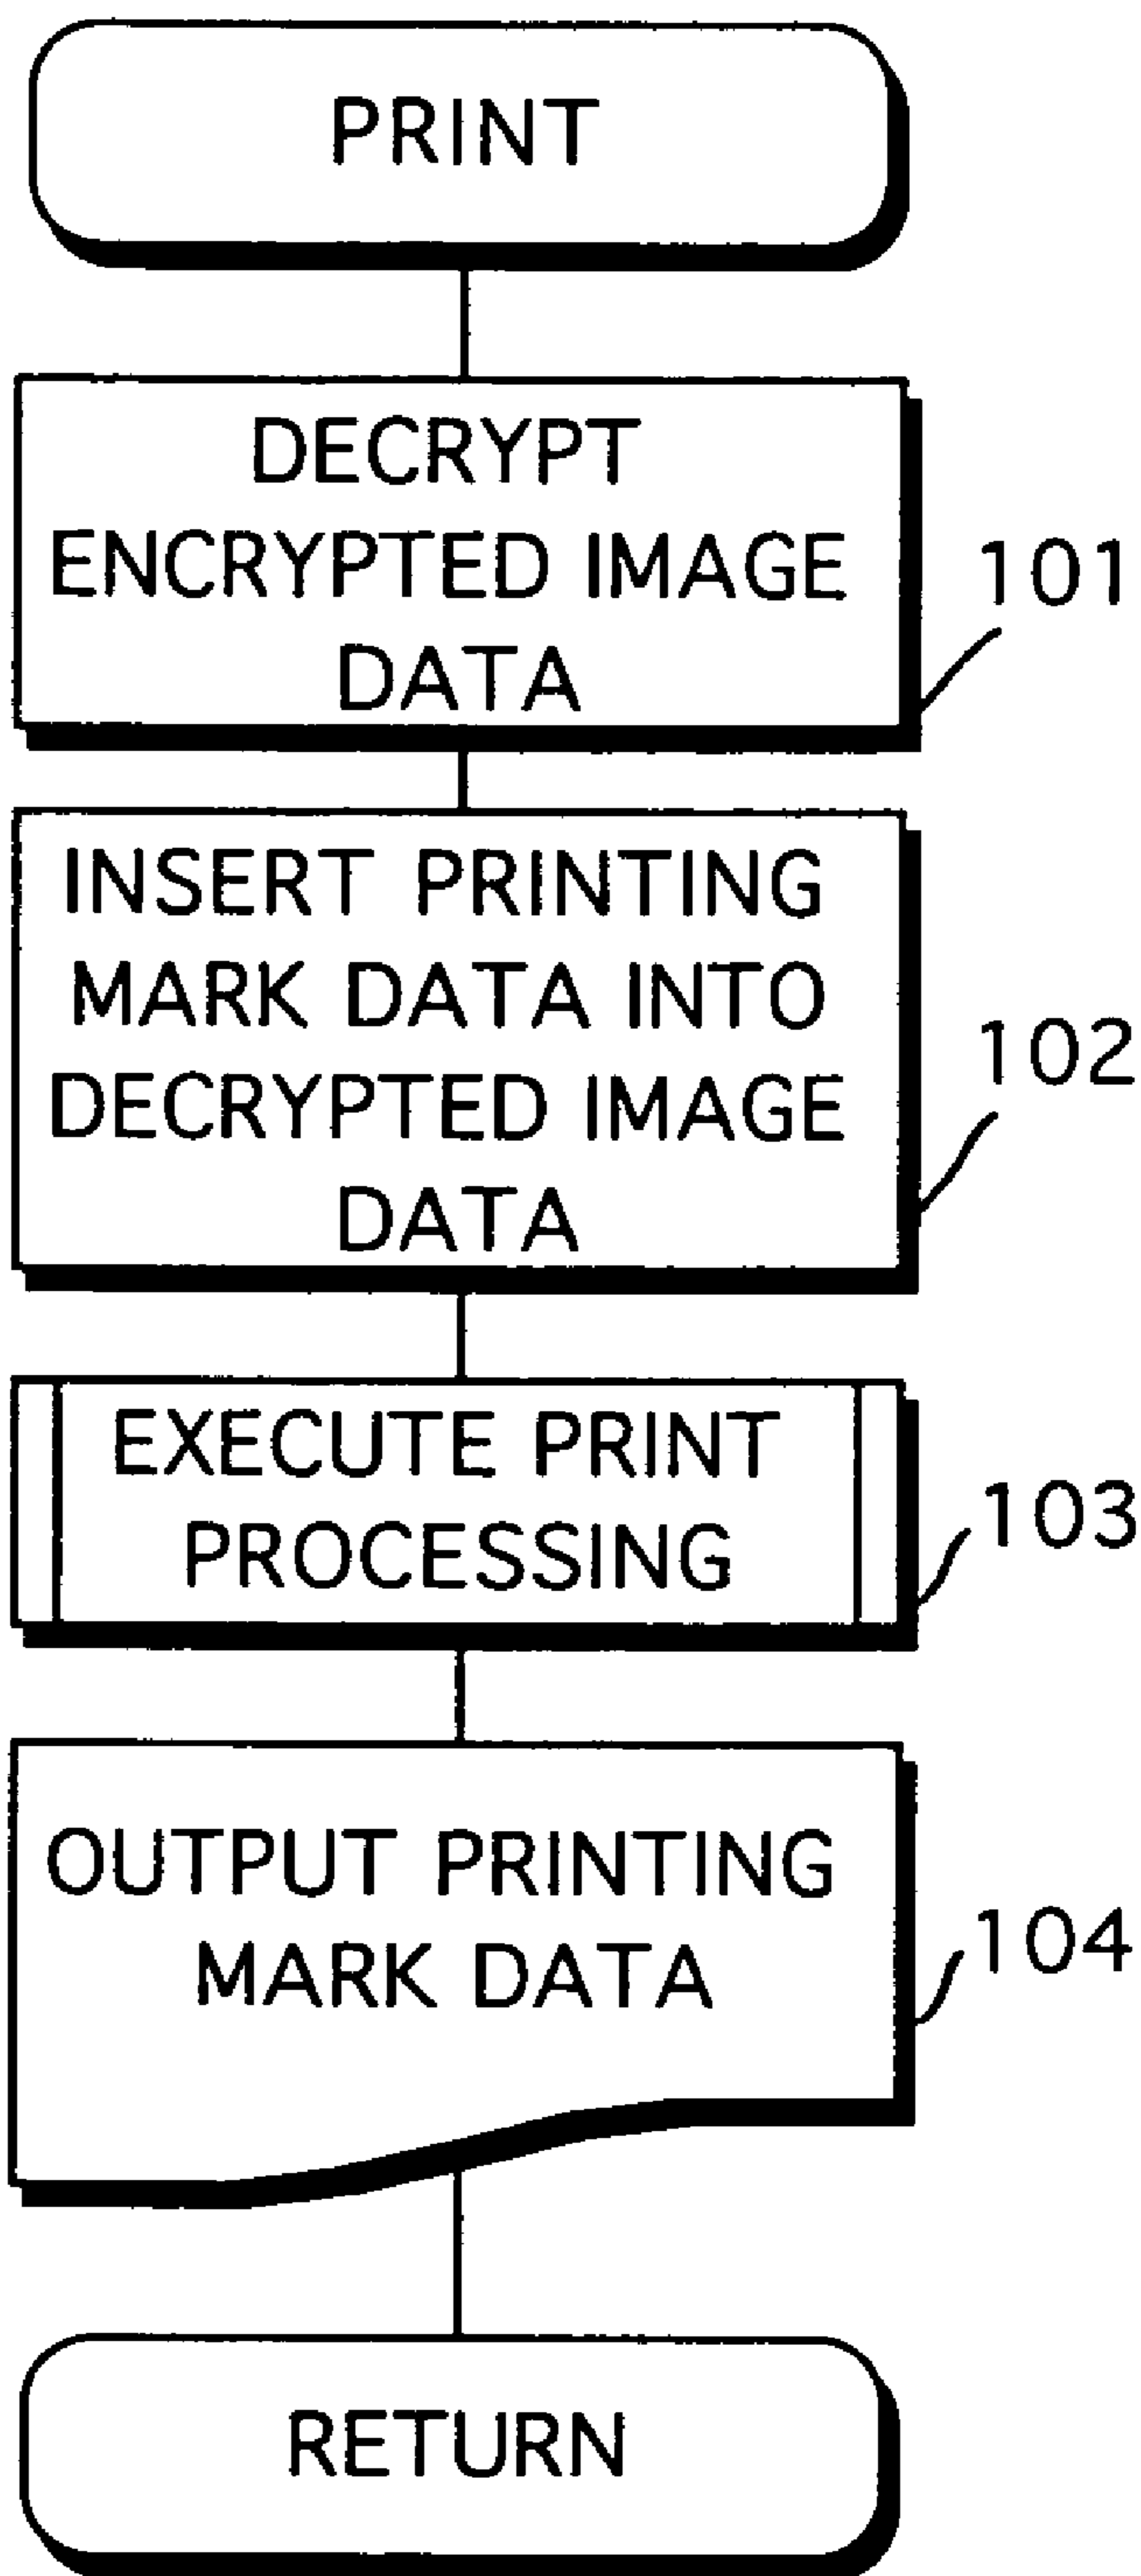 PRINT
DECRYPT
ENCRYPTED IMAGE
DATA
101
INSERT PRINTING
MARK DATA INTO
DECRYPTED IMAGE
DATA
102
EXECUTE PRINT
PROCESSING
103
OUTPUT PRINTING
MARK DATA
104
RETURN